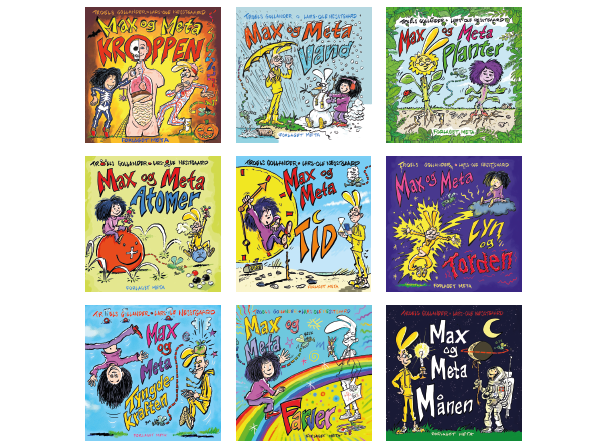 TROELS GOLLANDER & LARS-OLE NEJSTGAARD
Max og Meta
KROPPEN
FORLAGET META
TROELS GOLLANDER & LARS-OLE NEJSTGAARD
Max og Meta
Vand
FORLAGET META
TROELS GOLLANDER & LARS-OLE NEJSTGAARD
Max og Meta
Planter
FORLAGET META
TROELS GOLLANDER & LARS-OLE NEJSTGAARD
Max og Meta
Atomer
FORLAGET META
TROELS GOLLANDER & LARS-OLE NEJSTGAARD
Max og
Meta
TiD
FORLAGET META
TROELS GOLLANDER & LARS-OLE NEJSTGAARD
Max og Meta
Lyn
og
Torden
FORLAGET META
TROELS GOLLANDER & LARS-OLE NEJSTGAARD
Max
og
Meta
Tyngde-
kraften
FORLAGET META
TROELS GOLLANDER & LARS-OLE NEJSTGAARD
Max og
Meta
Farver
FORLAGET META
TROELS GOLLANDER & LARS-OLE NEJSTGAARD
Max
og
Meta
Månen
FORLAGET META